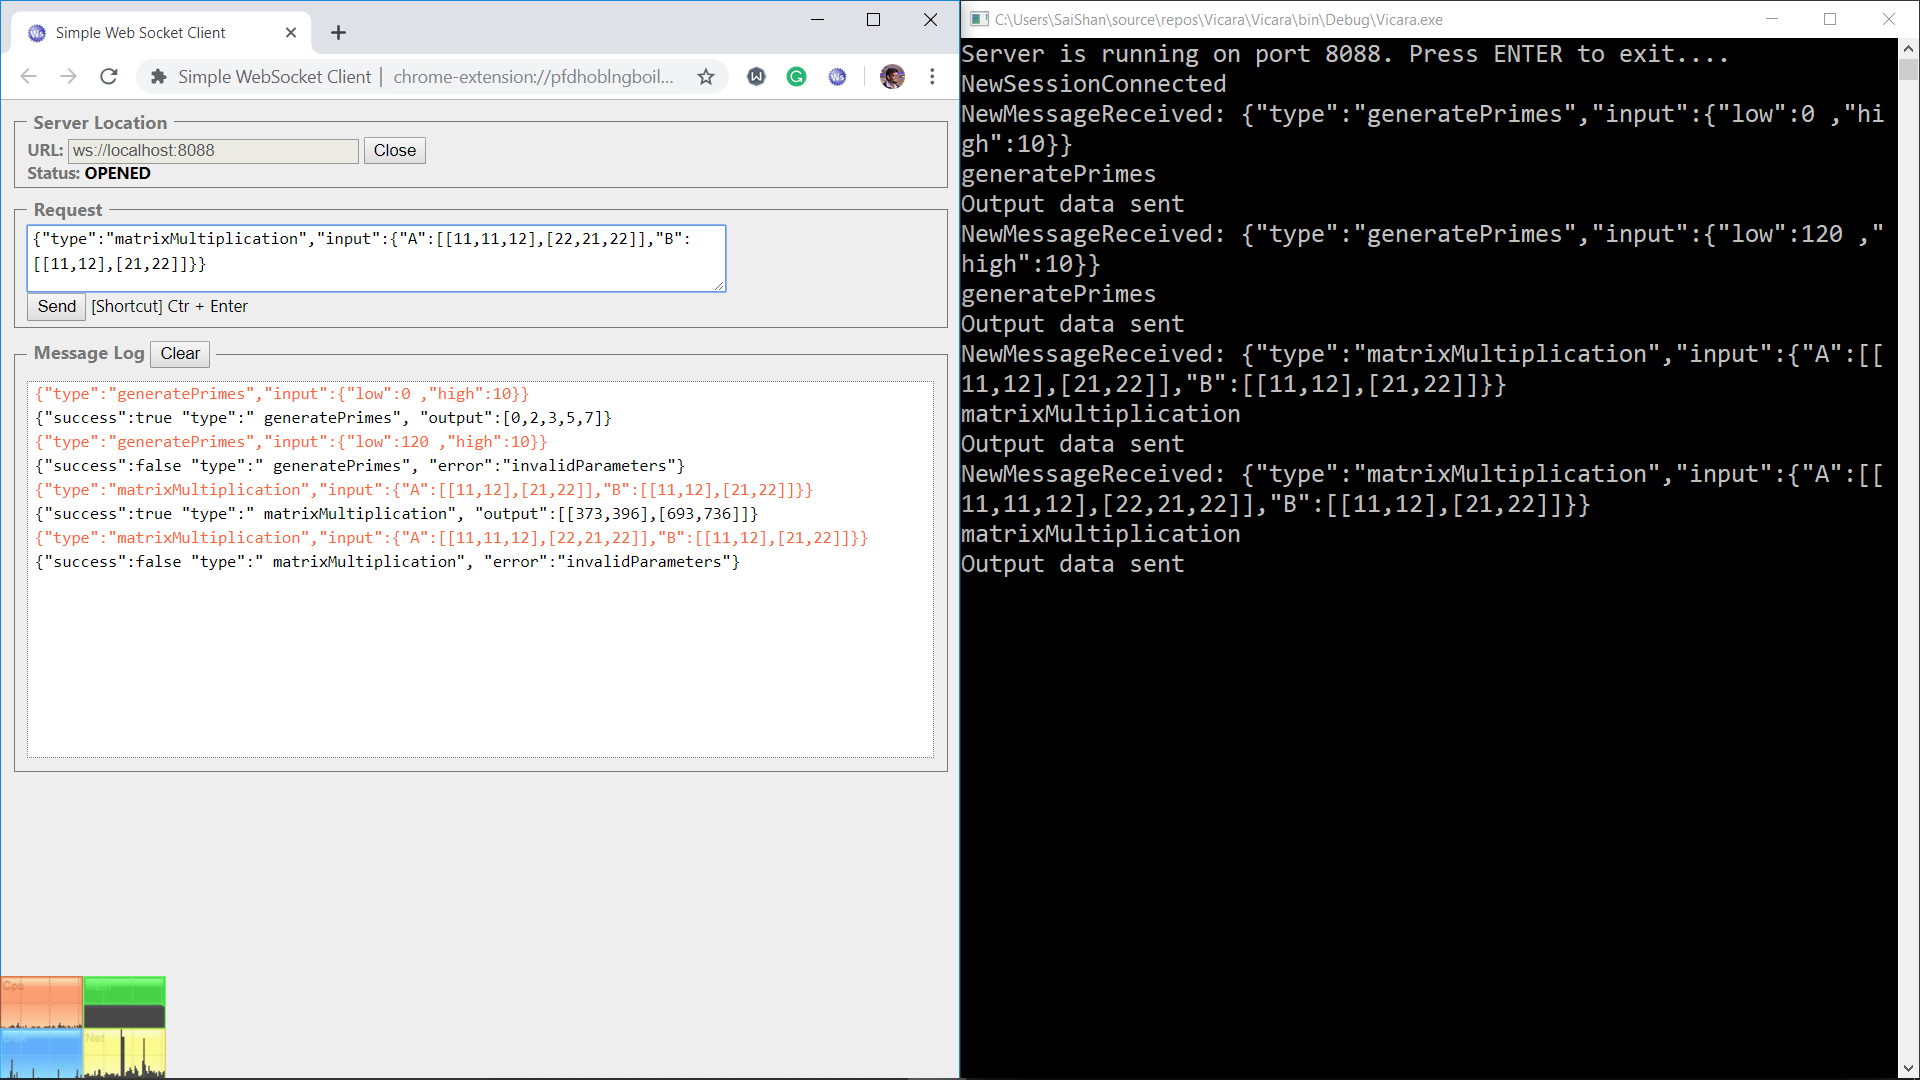 Simple Web Socket Client
Simple WebSocket Client | chrome-extension://pfdhoblngboil...
Server Location
URL: ws://localhost:8088 Close
Status: OPENED
Request
{"type":"matrixMultiplication","input":{"A":[[11,11,12],[22,21,22]],"B":
[[11,12],[21,22]]}}
Send [Shortcut] Ctr + Enter
Message Log Clear
{"type":"generatePrimes","input":{"low":0 ,"high":10}}
{"success":true "type":" generatePrimes", "output":[0,2,3,5,7]}
{"type":"generatePrimes","input":{"low":120 ,"high":10}}
{"success":false "type":" generatePrimes", "error":"invalidParameters"}
{"type":"matrixMultiplication","input":{"A":[[11,12],[21,22]],"B":[[11,12],[21,22]]}}
{"success":true "type":" matrixMultiplication", "output":[[373,396],[693,736]]}
{"type":"matrixMultiplication","input":{"A":[[11,11,12],[22,21,22]],"B":[[11,12],[21,22]]}}
{"success":false "type":" matrixMultiplication", "error":"invalidParameters"}
Cpu
Net
C:\Users\SaiShan\source\repos\Vicara\Vicara\bin\Debug\Vicara.exe
Server is running on port 8088. Press ENTER to exit....
NewSessionConnected
NewMessageReceived: {"type":"generatePrimes","input":{"low":0 ,"hi
gh":10}}
generatePrimes
Output data sent
NewMessageReceived: {"type":"generatePrimes","input":{"low":120 ,"
high":10}}
generatePrimes
Output data sent
NewMessageReceived: {"type":"matrixMultiplication","input":{"A":[[
11,12],[21,22]],"B":[[11,12],[21,22]]}}
matrixMultiplication
Output data sent
NewMessageReceived: {"type":"matrixMultiplication","input":{"A":[[
11,11,12],[22,21,22]],"B":[[11,12],[21,22]]}}
matrixMultiplication
Output data sent